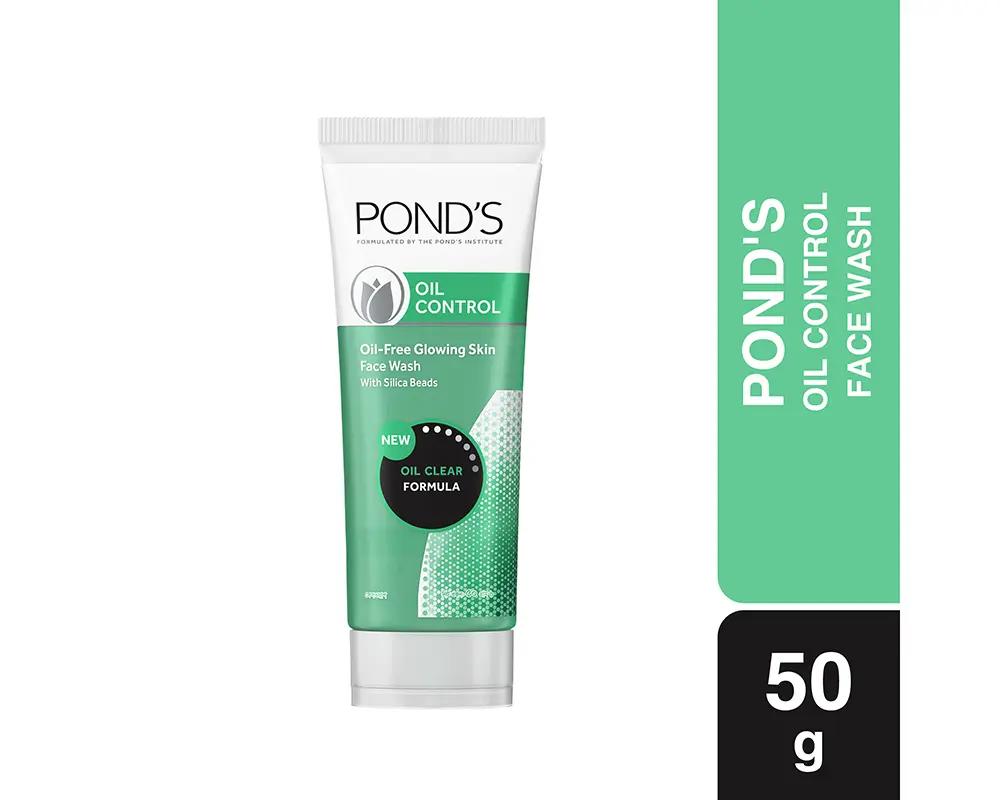 POND'S
FORMULATED BY THE POND'S INSTITUTE
OIL
CONTROL
Oil-Free Glowing Skin
Face Wash
With Silica Beads
NEW
OIL CLEAR
FORMULA
POND'S
OIL CONTROL
FACE WASH
50
g